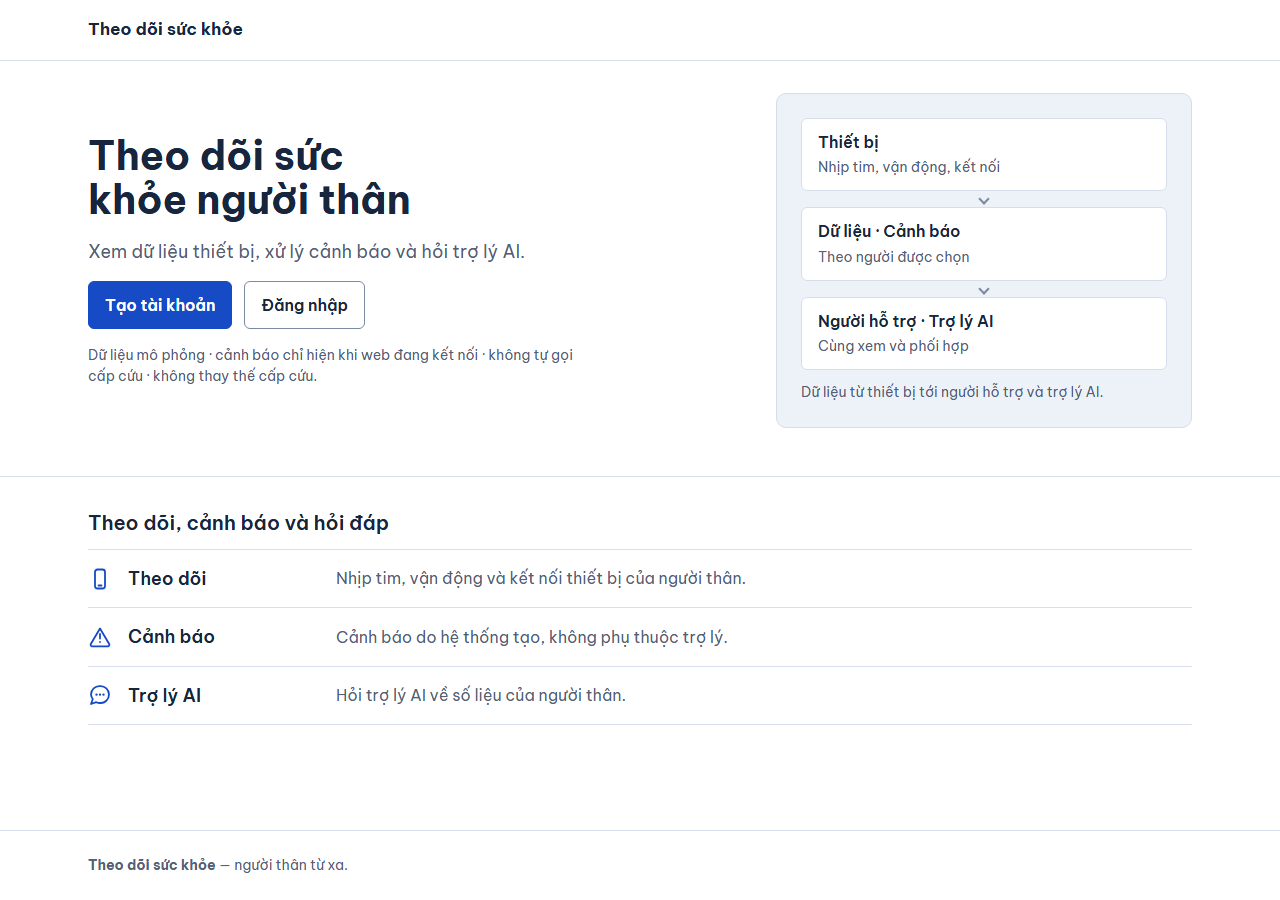 Theo dõi sức khỏe
Theo dõi sức
khỏe người thân
Xem dữ liệu thiết bị, xử lý cảnh báo và hỏi trợ lý AI.
Tạo tài khoản
Đăng nhập
Dữ liệu mô phỏng · cảnh báo chỉ hiện khi web đang kết nối · không tự gọi
cấp cứu · không thay thế cấp cứu.
Thiết bị
Nhịp tim, vận động, kết nối
Dữ liệu · Cảnh báo
Theo người được chọn
Người hỗ trợ · Trợ lý AI
Cùng xem và phối hợp
Dữ liệu từ thiết bị tới người hỗ trợ và trợ lý AI.
Theo dõi, cảnh báo và hỏi đáp
Theo dõi
Nhịp tim, vận động và kết nối thiết bị của người thân.
Cảnh báo
Cảnh báo do hệ thống tạo, không phụ thuộc trợ lý.
Trợ lý AI
Hỏi trợ lý AI về số liệu của người thân.
Theo dõi sức khỏe — người thân từ xa.